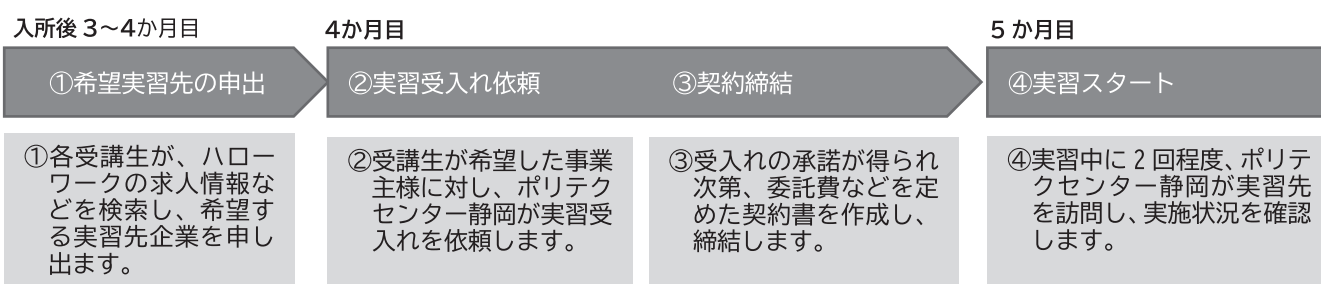 入所後 3〜4か月目
①希望実習先の申出
①各受講生が、ハロー
ワークの求人情報な
どを検索し、希望す
る実習先企業を申し
出ます。
4か月目
②実習受入れ依頼
③契約締結
②受講生が希望した事業
主様に対し、ポリテク
センター静岡が実習受
入れを依頼します。
③受入れの承諾が得られ
次第、委託費などを定
めた契約書を作成し、
締結します。
5 か月目
④実習スタート
④実習中に 2 回程度、ポリテ
クセンター静岡が実習先
を訪問し、実施状況を確認
します。